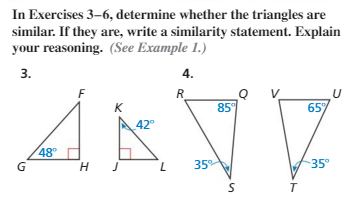 In Exercises 3–6, determine whether the triangles are
similar. If they are, write a similarity statement. Explain
your reasoning. (See Example 1.)
3.
4.
F
K
42°
48°
G
H
J
L
R
Q
85°
35°
S
V
U
65°
35°
T